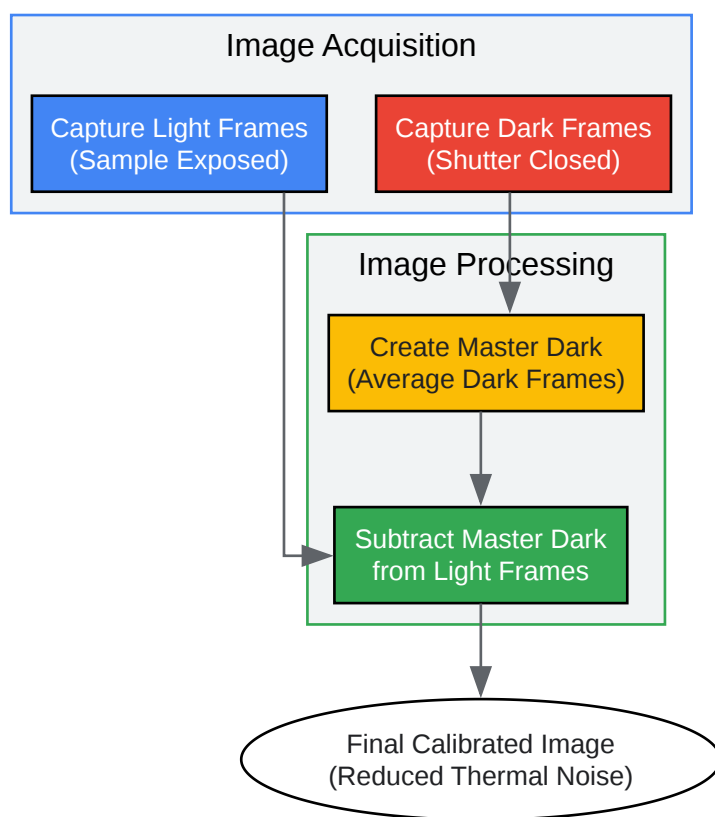 Image Acquisition
Capture Light Frames
(Sample Exposed)
Capture Dark Frames
(Shutter Closed)
Image Processing
Create Master Dark
(Average Dark Frames)
Subtract Master Dark
from Light Frames
Final Calibrated Image
(Reduced Thermal Noise)